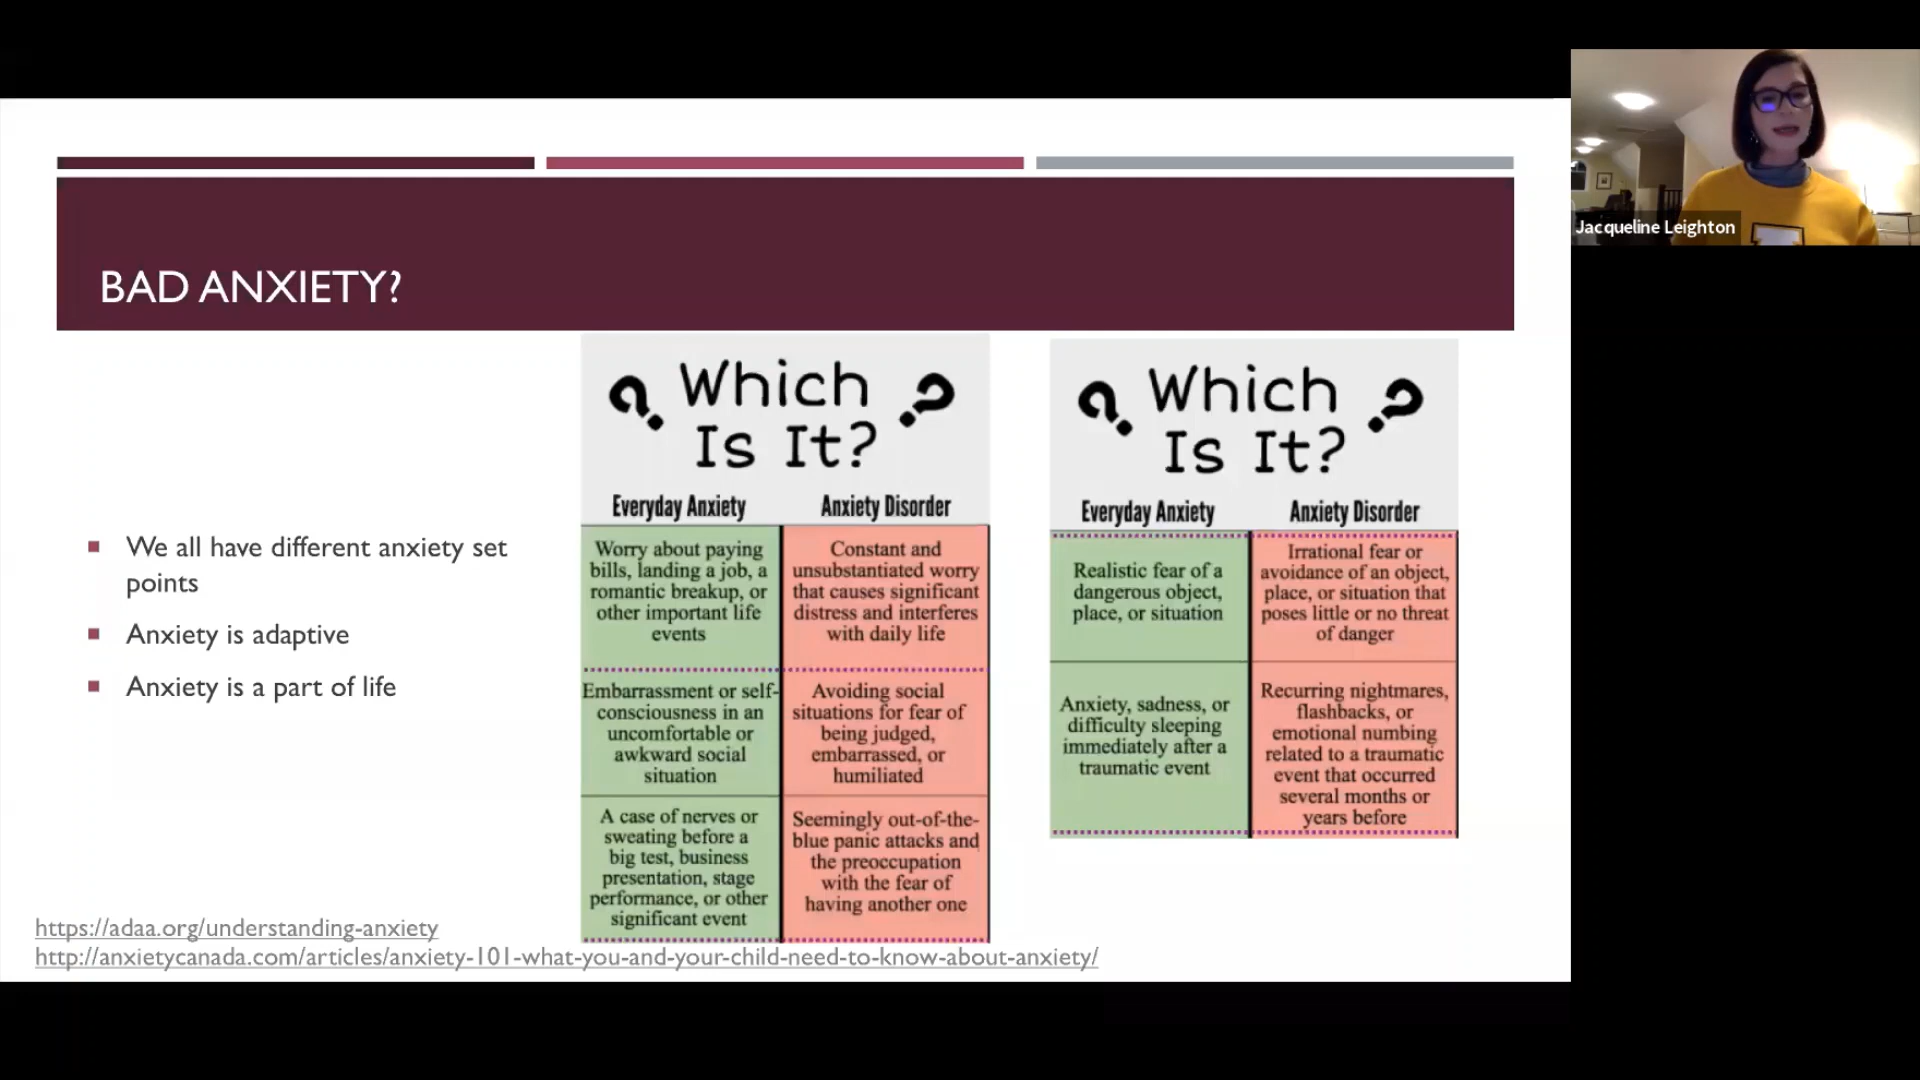 BAD ANXIETY?
We all have different anxiety set
points
Anxiety is adaptive
Anxiety is a part of life
? Which ?
Is It?
Everyday Anxiety Anxiety Disorder
Worry about paying
bills, landing a job, a
romantic breakup, or
other important life
events
Constant and
unsubstantiated worry
that causes significant
distress and interferes
with daily life
Embarrassment or self-
consciousness in an
uncomfortable or
awkward social
situation
Avoiding social
situations for fear of
being judged,
embarrassed, or
humiliated
A case of nerves or
sweating before a
big test, business
presentation, stage
performance, or other
significant event
Seemingly out-of-the-
blue panic attacks and
the preoccupation
with the fear of
having another one
? Which ?
Is It?
Everyday Anxiety Anxiety Disorder
Realistic fear of a
dangerous object,
place, or situation
Irrational fear or
avoidance of an object,
place, or situation that
poses little or no threat
of danger
Anxiety, sadness, or
difficulty sleeping
immediately after a
traumatic event
Recurring nightmares,
flashbacks, or
emotional numbing
related to a traumatic
event that occurred
several months or
years before
https://adaa.org/understanding-anxiety
http://anxietycanada.com/articles/anxiety-101-what-you-and-your-child-need-to-know-about-anxiety/
Jacqueline Leighton